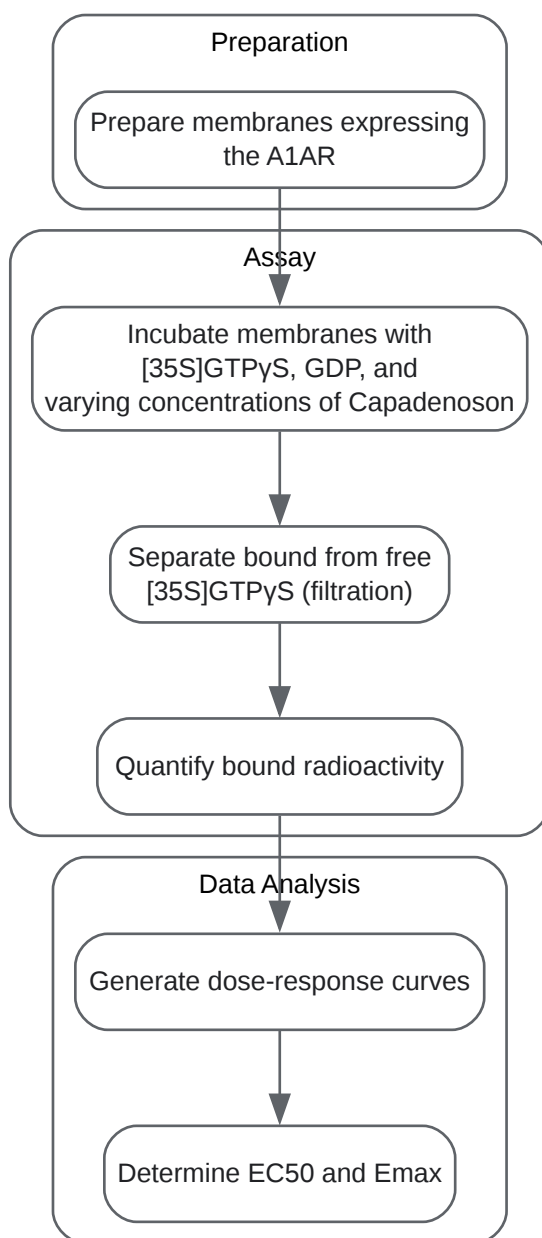 Preparation
Prepare membranes expressing
the A1AR
Assay
Incubate membranes with
[35S]GTPγS, GDP, and
varying concentrations of Capadenoson
Separate bound from free
[35S]GTPγS (filtration)
Quantify bound radioactivity
Data Analysis
Generate dose-response curves
Determine EC50 and Emax